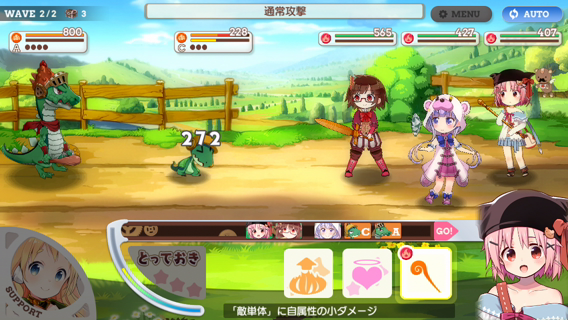 WAVE 2/2 3
通常攻撃
MENU
AUTO
800
A
228
C
565
427
407
272
C A GO!
とっておき
SUPPORT
「敵単体」に自属性の小ダメージ